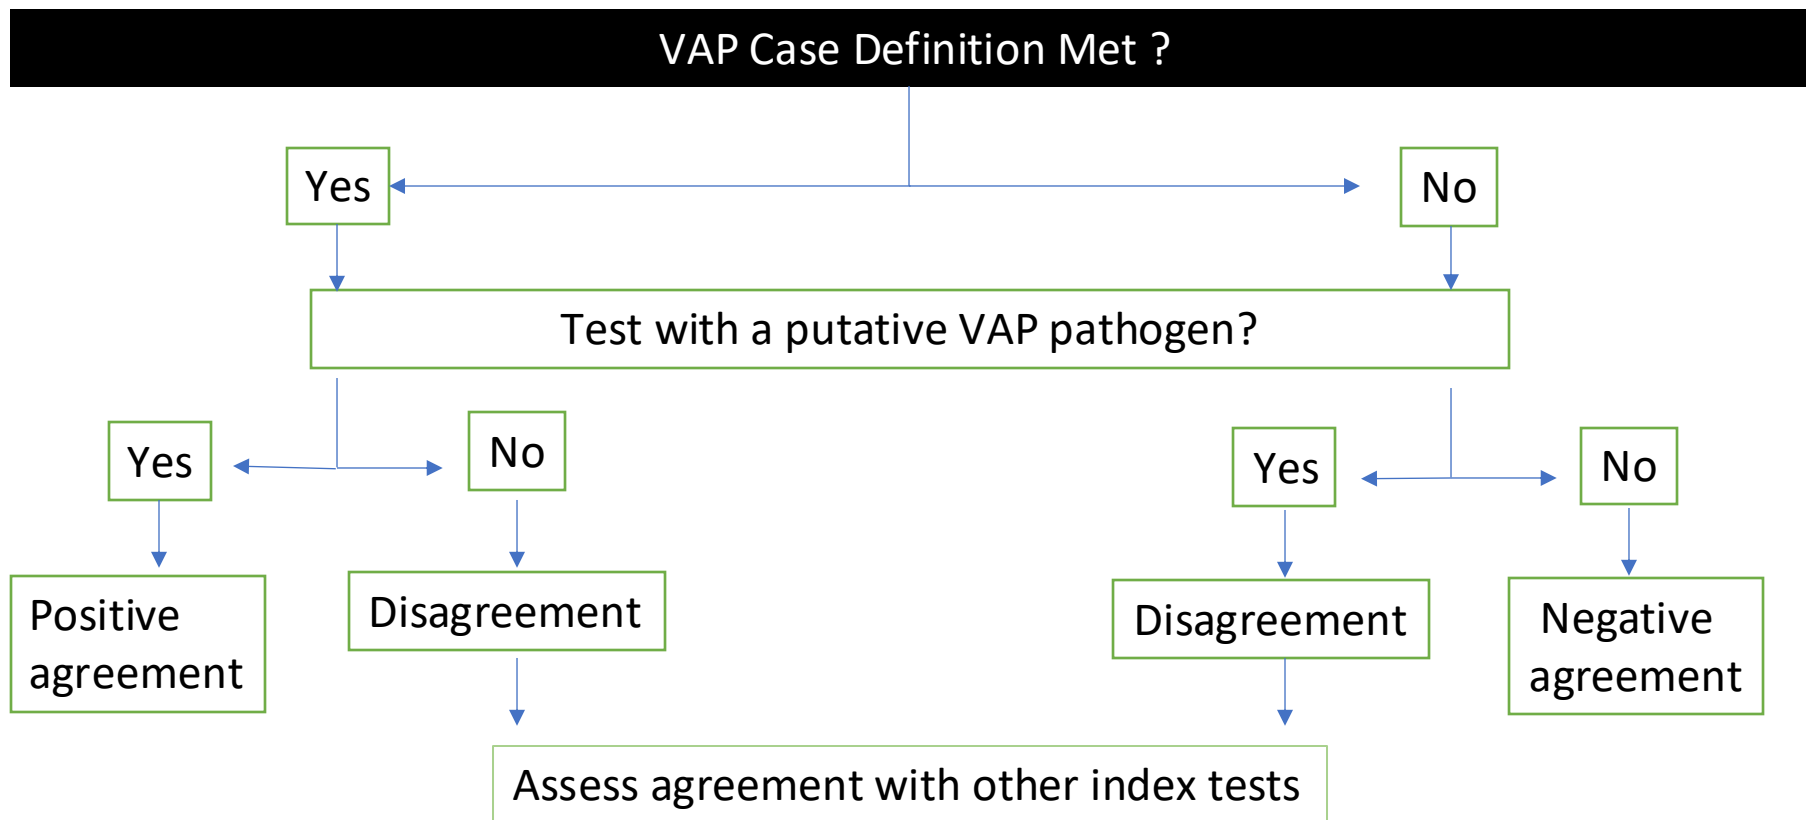 VAP Case Definition Met ?
Yes
No
Test with a putative VAP pathogen?
Yes
No
Yes
No
Positive
agreement
Disagreement
Disagreement
Negative
agreement
Assess agreement with other index tests